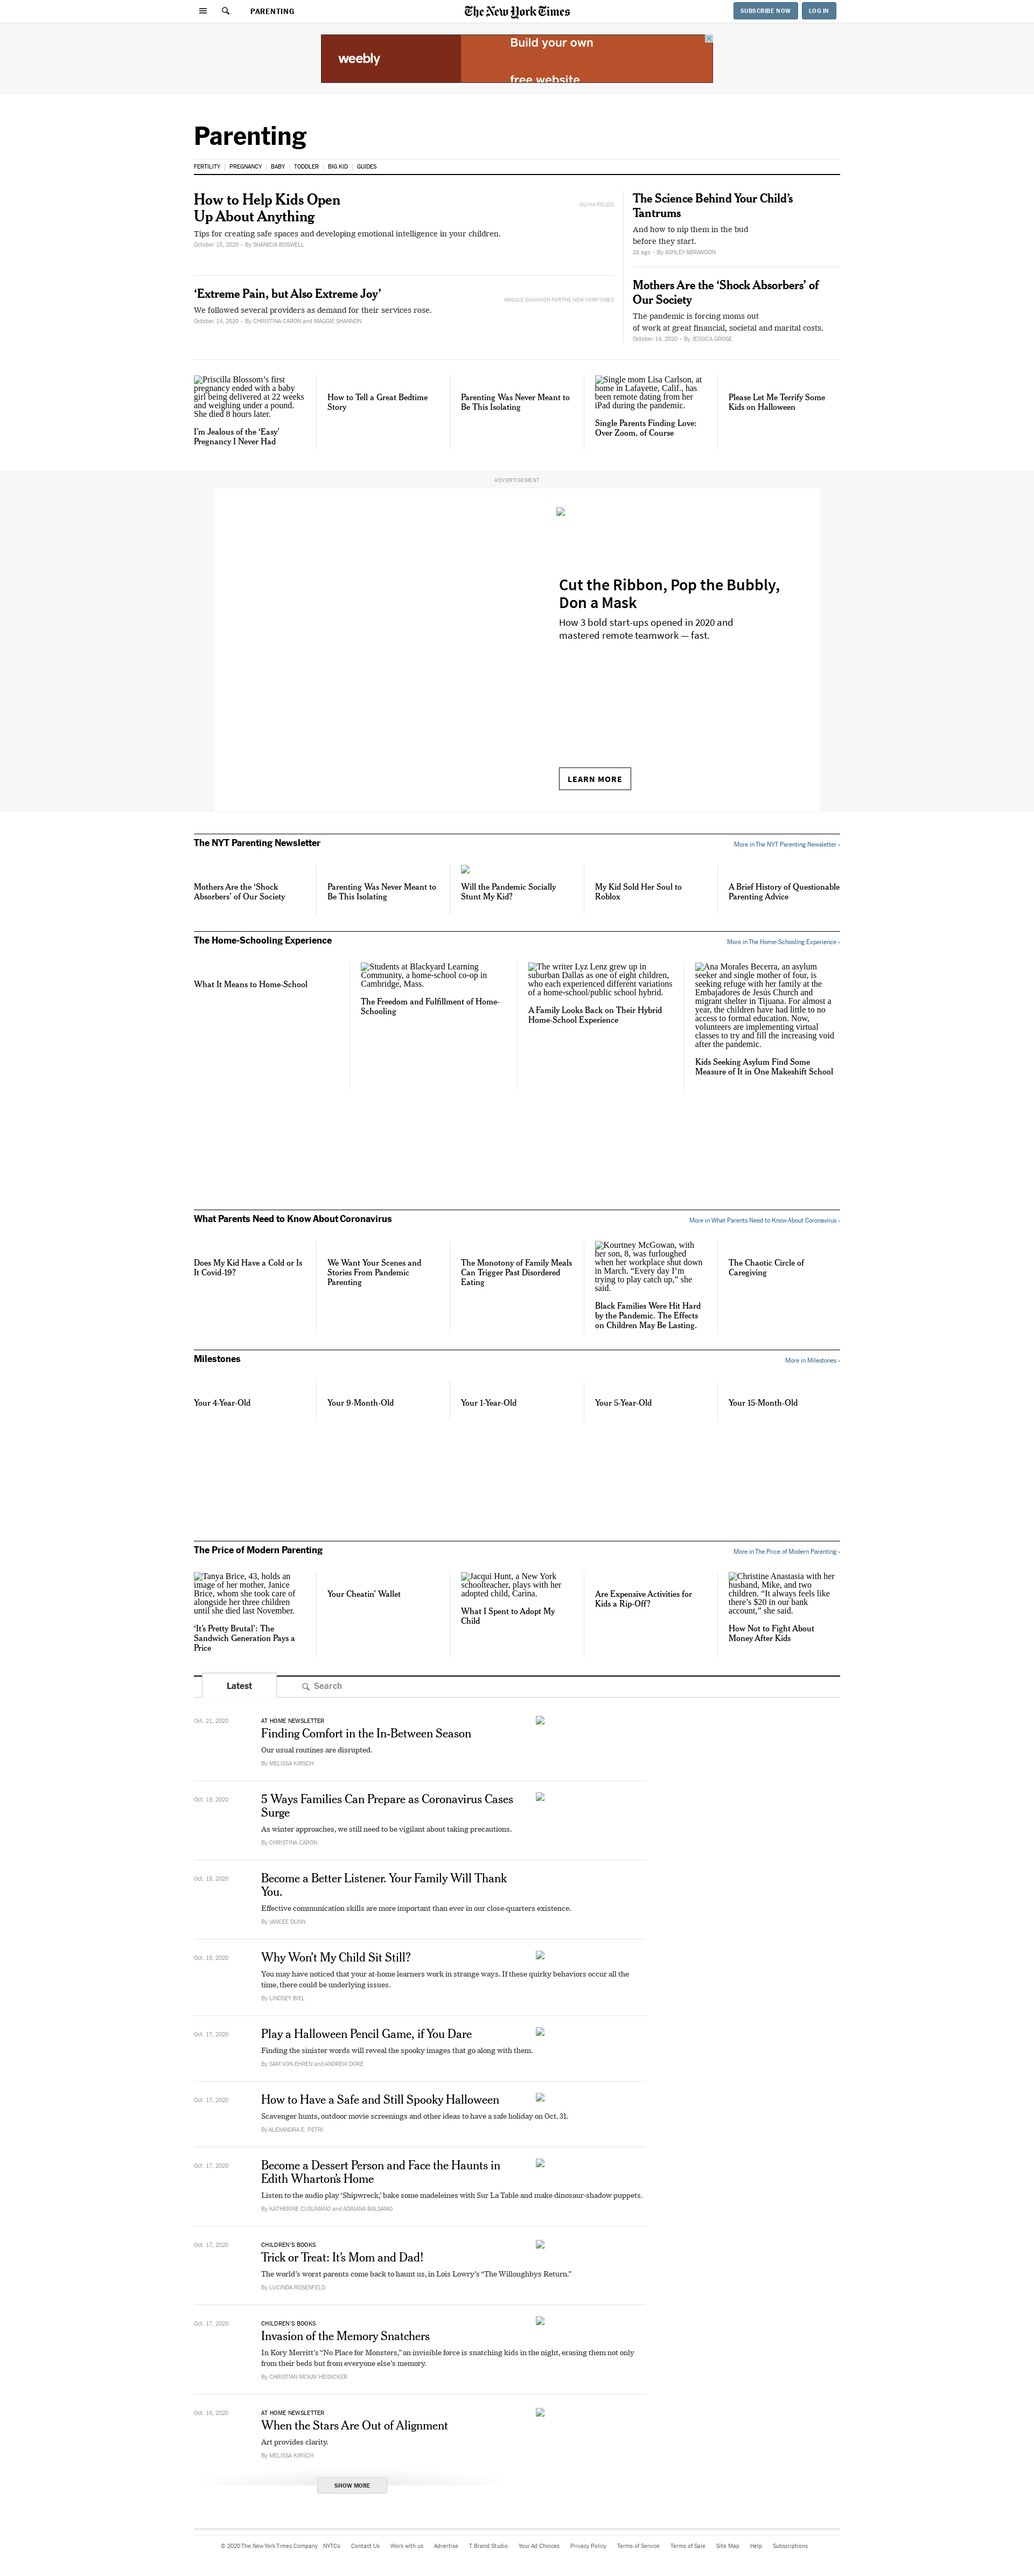 PARENTING
The New York Times
SUBSCRIBE NOW
LOG IN
weebly
Build your own
free website
Parenting
FERTILITY
PREGNANCY
BABY
TODDLER
BIG KID
GUIDES
How to Help Kids Open
Up About Anything
Tips for creating safe spaces and developing emotional intelligence in your children.
October 15, 2020 - By SHANICIA BOSWELL
OLIVIA FIELDS
‘Extreme Pain, but Also Extreme Joy’
We followed several providers as demand for their services rose.
October 14, 2020 - By CHRISTINA CARON and MAGGIE SHANNON
MAGGIE SHANNON FOR THE NEW YORK TIMES
The Science Behind Your Child’s
Tantrums
And how to nip them in the bud
before they start.
2d ago - By ASHLEY ABRAMSON
Mothers Are the ‘Shock Absorbers’ of
Our Society
The pandemic is forcing moms out
of work at great financial, societal and marital costs.
October 14, 2020 - By JESSICA GROSE
Priscilla Blossom’s first
pregnancy ended with a baby
girl being delivered at 22 weeks
and weighing under a pound.
She died 8 hours later.
I’m Jealous of the ‘Easy’
Pregnancy I Never Had
How to Tell a Great Bedtime
Story
Parenting Was Never Meant to
Be This Isolating
Single mom Lisa Carlson, at
home in Lafayette, Calif., has
been remote dating from her
iPad during the pandemic.
Single Parents Finding Love:
Over Zoom, of Course
Please Let Me Terrify Some
Kids on Halloween
ADVERTISEMENT
Cut the Ribbon, Pop the Bubbly,
Don a Mask
How 3 bold start-ups opened in 2020 and
mastered remote teamwork — fast.
LEARN MORE
The NYT Parenting Newsletter
More in The NYT Parenting Newsletter ›
Mothers Are the ‘Shock
Absorbers’ of Our Society
Parenting Was Never Meant to
Be This Isolating
Will the Pandemic Socially
Stunt My Kid?
My Kid Sold Her Soul to
Roblox
A Brief History of Questionable
Parenting Advice
The Home-Schooling Experience
More in The Home-Schooling Experience ›
What It Means to Home-School
Students at Blackyard Learning
Community, a home-school co-op in
Cambridge, Mass.
The Freedom and Fulfillment of Home-
Schooling
The writer Lyz Lenz grew up in
suburban Dallas as one of eight children,
who each experienced different variations
of a home-school/public school hybrid.
A Family Looks Back on Their Hybrid
Home-School Experience
Ana Morales Becerra, an asylum
seeker and single mother of four, is
seeking refuge with her family at the
Embajadores de Jesús Church and
migrant shelter in Tijuana. For almost a
year, the children have had little to no
access to formal education. Now,
volunteers are implementing virtual
classes to try and fill the increasing void
after the pandemic.
Kids Seeking Asylum Find Some
Measure of It in One Makeshift School
What Parents Need to Know About Coronavirus
More in What Parents Need to Know About Coronavirus ›
Does My Kid Have a Cold or Is
It Covid-19?
We Want Your Scenes and
Stories From Pandemic
Parenting
The Monotony of Family Meals
Can Trigger Past Disordered
Eating
Kourtney McGowan, with
her son, 8, was furloughed
when her workplace shut down
in March. “Every day I’m
trying to play catch up,” she
said.
Black Families Were Hit Hard
by the Pandemic. The Effects
on Children May Be Lasting.
The Chaotic Circle of
Caregiving
Milestones
More in Milestones ›
Your 4-Year-Old
Your 9-Month-Old
Your 1-Year-Old
Your 5-Year-Old
Your 15-Month-Old
The Price of Modern Parenting
More in The Price of Modern Parenting ›
Tanya Brice, 43, holds an
image of her mother, Janice
Brice, whom she took care of
alongside her three children
until she died last November.
‘It’s Pretty Brutal’: The
Sandwich Generation Pays a
Price
Your Cheatin’ Wallet
Jacqui Hunt, a New York
schoolteacher, plays with her
adopted child, Carina.
What I Spent to Adopt My
Child
Are Expensive Activities for
Kids a Rip-Off?
Christine Anastasia with her
husband, Mike, and two
children. “It always feels like
there’s $20 in our bank
account,” she said.
How Not to Fight About
Money After Kids
Latest
Search
Oct. 21, 2020
AT HOME NEWSLETTER
Finding Comfort in the In-Between Season
Our usual routines are disrupted.
By MELISSA KIRSCH
Oct. 19, 2020
5 Ways Families Can Prepare as Coronavirus Cases
Surge
As winter approaches, we still need to be vigilant about taking precautions.
By CHRISTINA CARON
Oct. 19, 2020
Become a Better Listener. Your Family Will Thank
You.
Effective communication skills are more important than ever in our close-quarters existence.
By JANCEE DUNN
Oct. 19, 2020
Why Won’t My Child Sit Still?
You may have noticed that your at-home learners work in strange ways. If these quirky behaviors occur all the
time, there could be underlying issues.
By LINDSEY BIEL
Oct. 17, 2020
Play a Halloween Pencil Game, if You Dare
Finding the sinister words will reveal the spooky images that go along with them.
By SAM VON EHREN and ANDREW DORE
Oct. 17, 2020
How to Have a Safe and Still Spooky Halloween
Scavenger hunts, outdoor movie screenings and other ideas to have a safe holiday on Oct. 31.
By ALEXANDRA E. PETRI
Oct. 17, 2020
Become a Dessert Person and Face the Haunts in
Edith Wharton’s Home
Listen to the audio play ‘Shipwreck,’ bake some madeleines with Sur La Table and make dinosaur-shadow puppets.
By KATHERINE CUSUMANO and ADRIANA BALSAMO
Oct. 17, 2020
CHILDREN’S BOOKS
Trick or Treat: It’s Mom and Dad!
The world’s worst parents come back to haunt us, in Lois Lowry’s “The Willoughbys Return.”
By LUCINDA ROSENFELD
Oct. 17, 2020
CHILDREN’S BOOKS
Invasion of the Memory Snatchers
In Kory Merritt’s “No Place for Monsters,” an invisible force is snatching kids in the night, erasing them not only
from their beds but from everyone else’s memory.
By CHRISTIAN MCKAY HEIDICKER
Oct. 16, 2020
AT HOME NEWSLETTER
When the Stars Are Out of Alignment
Art provides clarity.
By MELISSA KIRSCH
SHOW MORE
© 2020 The New York Times Company
NYTCo
Contact Us
Work with us
Advertise
T Brand Studio
Your Ad Choices
Privacy Policy
Terms of Service
Terms of Sale
Site Map
Help
Subscriptions